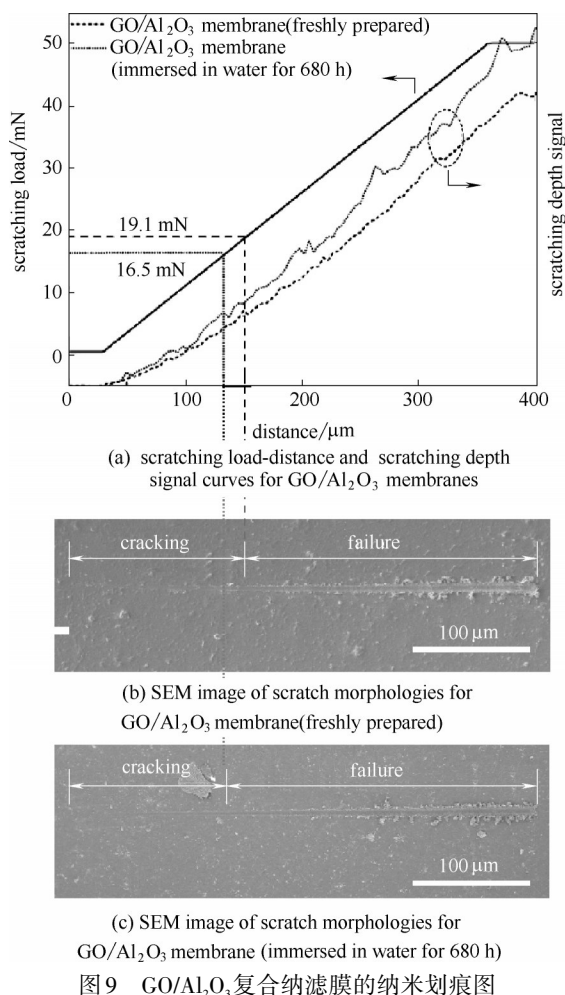 GO/Al₂O₃ membrane(freshly prepared)
GO/Al₂O₃ membrane
(immersed in water for 680 h)
scratching load/mN
50
40
30
20
10
0
19.1 mN
16.5 mN
scratching depth signal
0
100
200
300
400
distance/μm
(a) scratching load-distance and scratching depth
signal curves for GO/Al₂O₃ membranes
cracking
failure
100 μm
(b) SEM image of scratch morphologies for
GO/Al₂O₃ membrane(freshly prepared)
cracking
failure
100 μm
(c) SEM image of scratch morphologies for
GO/Al₂O₃ membrane (immersed in water for 680 h)
图9 GO/Al₂O₃复合纳滤膜的纳米划痕图